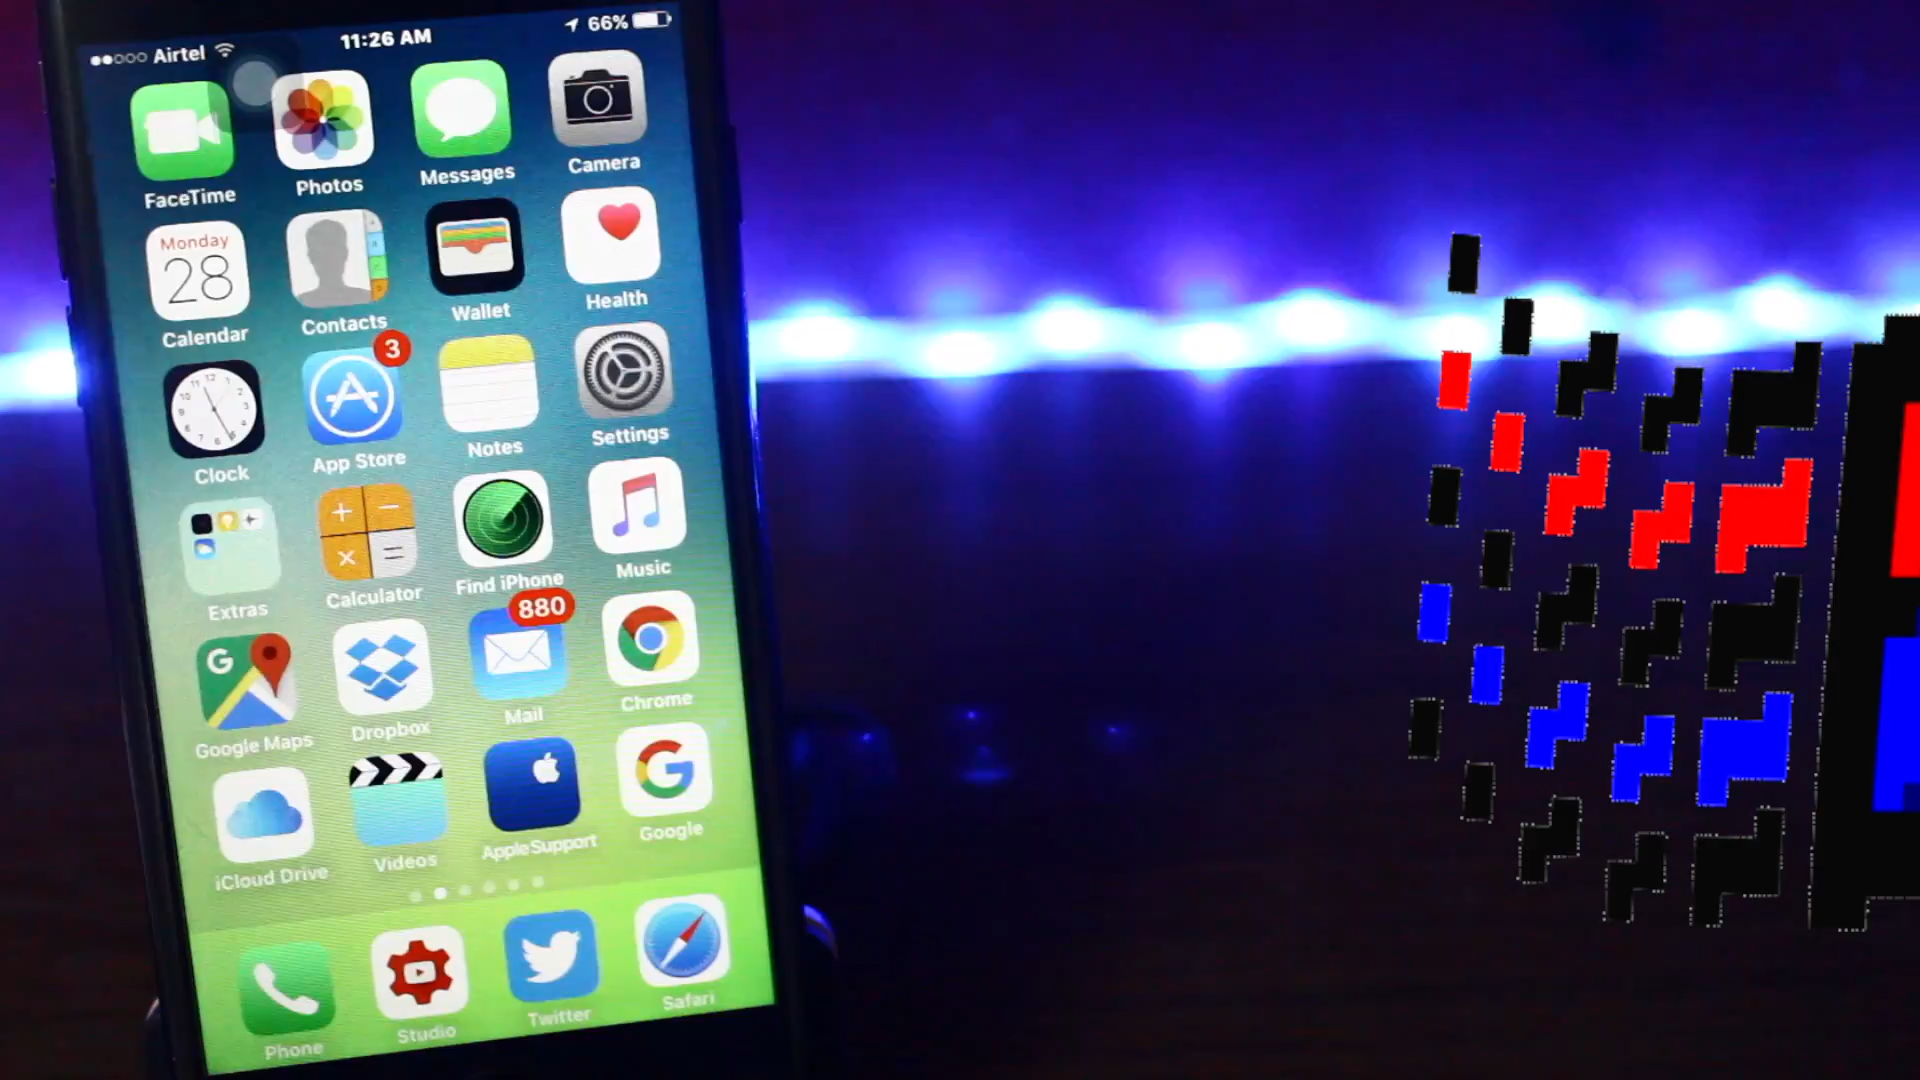 Airtel 11:26 AM 66%
FaceTime Photos Messages Camera
Monday
28
Calendar Contacts Wallet Health
3
Clock App Store Notes Settings
Extras Calculator Find iPhone Music
880
G
Google Maps Dropbox Mail Chrome
iCloud Drive Videos AppleSupport Google
Phone Studio Twitter Safari